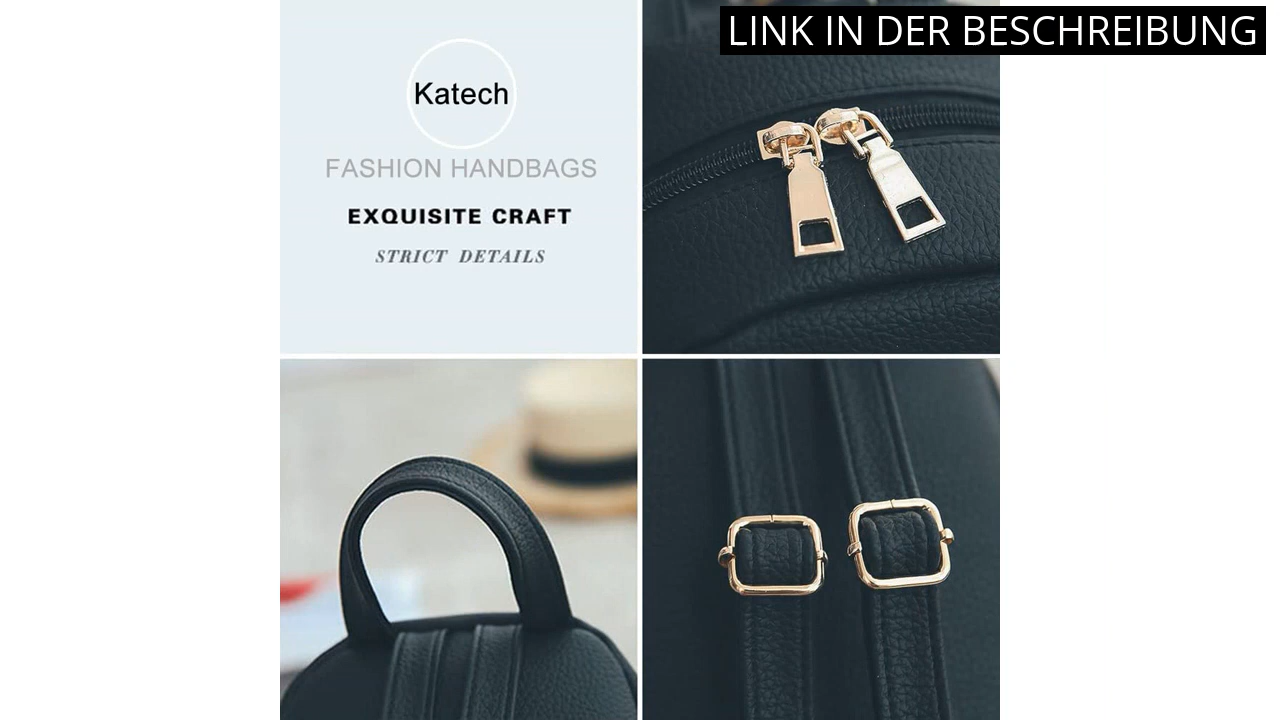 LINK IN DER BESCHREIBUNG
Katech
FASHION HANDBAGS
EXQUISITE CRAFT
STRICT DETAILS